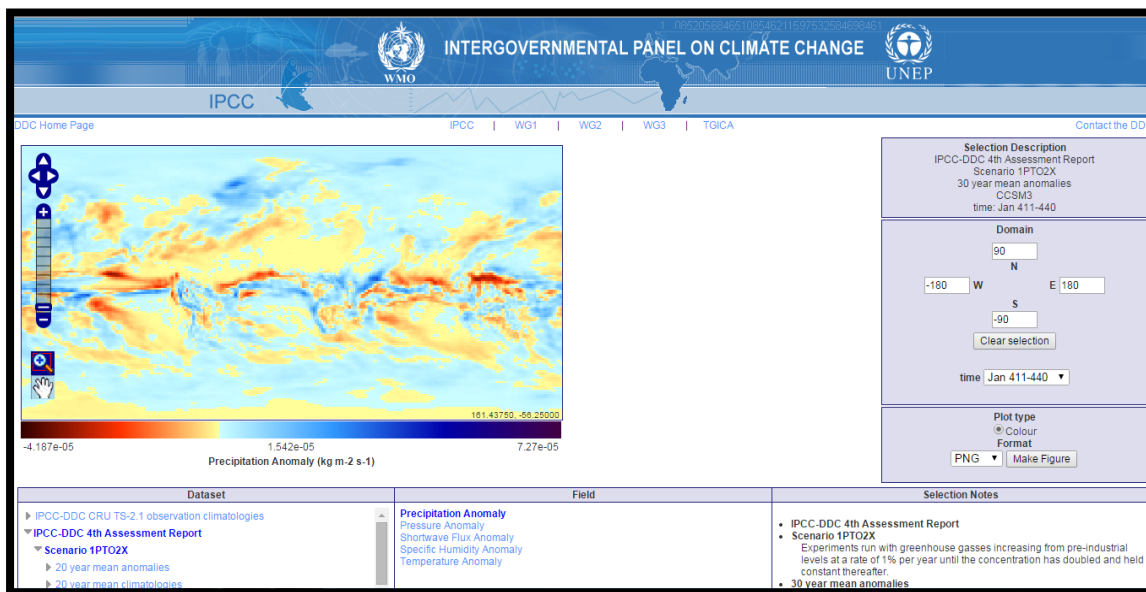 1 0852056846510854621159753268469846​1
INTERGOVERNMENTAL PANEL ON CLIMATE CHANGE
WMO
UNEP
IPCC
DDC Home Page
IPCC | WG1 | WG2 | WG3 | TGICA
Contact the DD
161.43750, -56.25000
-4.187e-05 1.542e-05 7.27e-05
Precipitation Anomaly (kg m-2 s-1)
Selection Description
IPCC-DDC 4th Assessment Report
Scenario 1PTO2X
30 year mean anomalies
CCSM3
time: Jan 411-440
Domain
90
N
-180 W E 180
S
-90
Clear selection
time Jan 411-440
Plot type
Colour
Format
PNG Make Figure
Dataset
IPCC-DDC CRU TS-2.1 observation climatologies
IPCC-DDC 4th Assessment Report
Scenario 1PTO2X
20 year mean anomalies
20 year mean climatologies
Field
Precipitation Anomaly
Pressure Anomaly
Shortwave Flux Anomaly
Specific Humidity Anomaly
Temperature Anomaly
Selection Notes
IPCC-DDC 4th Assessment Report
Scenario 1PTO2X
Experiments run with greenhouse gasses increasing from pre-industrial
levels at a rate of 1% per year until the concentration has doubled and held
constant thereafter.
30 year mean anomalies